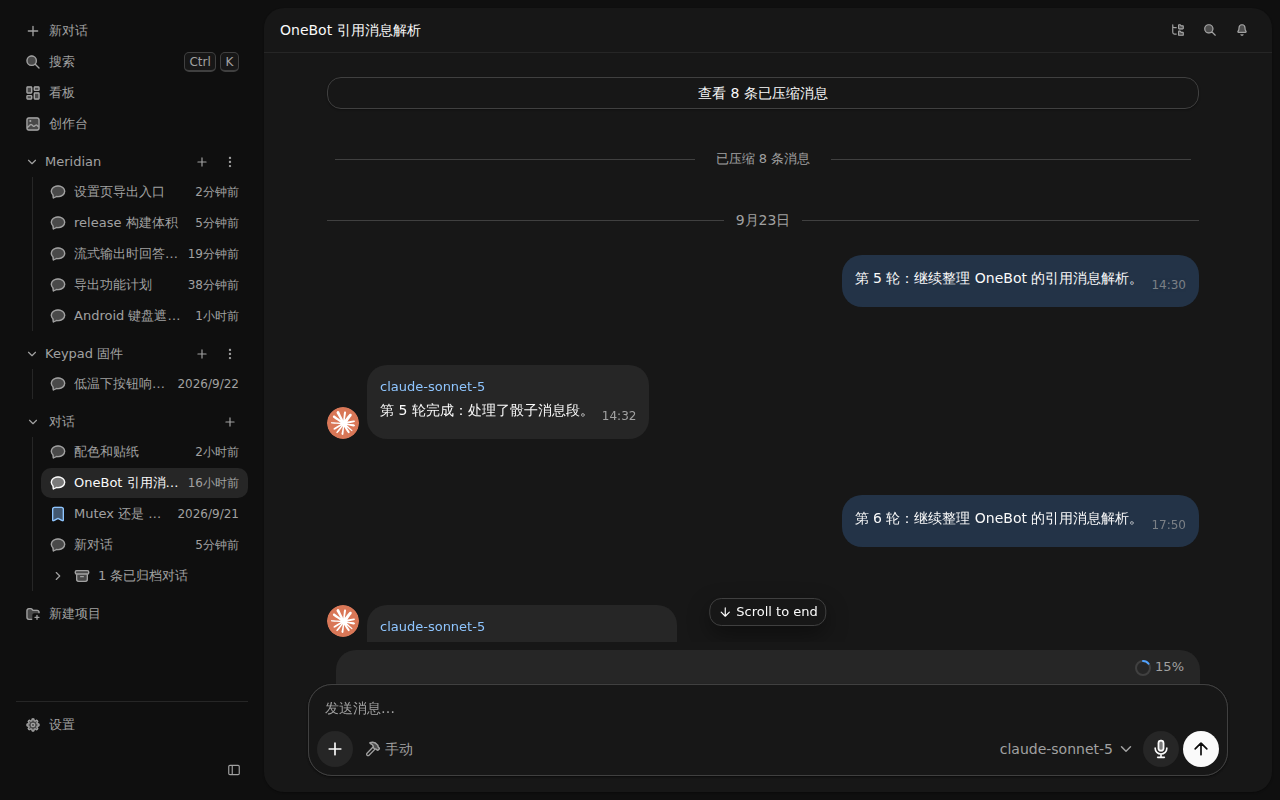 新对话
搜索 Ctrl K
看板
创作台
Meridian
设置页导出入口 2分钟前
release 构建体积 5分钟前
流式输出时回答… 19分钟前
导出功能计划 38分钟前
Android 键盘遮… 1小时前
Keypad 固件
低温下按钮响… 2026/9/22
对话
配色和贴纸 2小时前
OneBot 引用消… 16小时前
Mutex 还是 … 2026/9/21
新对话 5分钟前
1 条已归档对话
新建项目
设置
OneBot 引用消息解析
查看 8 条已压缩消息
已压缩 8 条消息
9月23日
第 5 轮：继续整理 OneBot 的引用消息解析。 14:30
claude-sonnet-5
第 5 轮完成：处理了骰子消息段。 14:32
第 6 轮：继续整理 OneBot 的引用消息解析。 17:50
Scroll to end
claude-sonnet-5
15%
发送消息…
手动
claude-sonnet-5